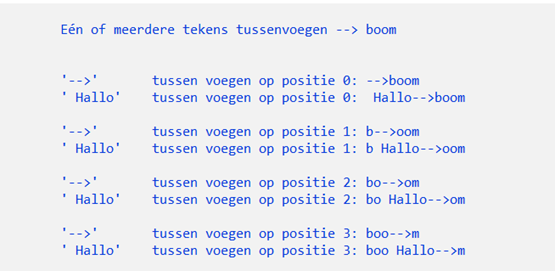 Eén of meerdere tekens tussenvoegen --> boom
'-->' tussen voegen op positie 0: -->boom
' Hallo' tussen voegen op positie 0:  Hallo-->boom
'-->' tussen voegen op positie 1: b-->oom
' Hallo' tussen voegen op positie 1: b Hallo-->oom
'-->' tussen voegen op positie 2: bo-->om
' Hallo' tussen voegen op positie 2: bo Hallo-->om
'-->' tussen voegen op positie 3: boo-->m
' Hallo' tussen voegen op positie 3: boo Hallo-->m